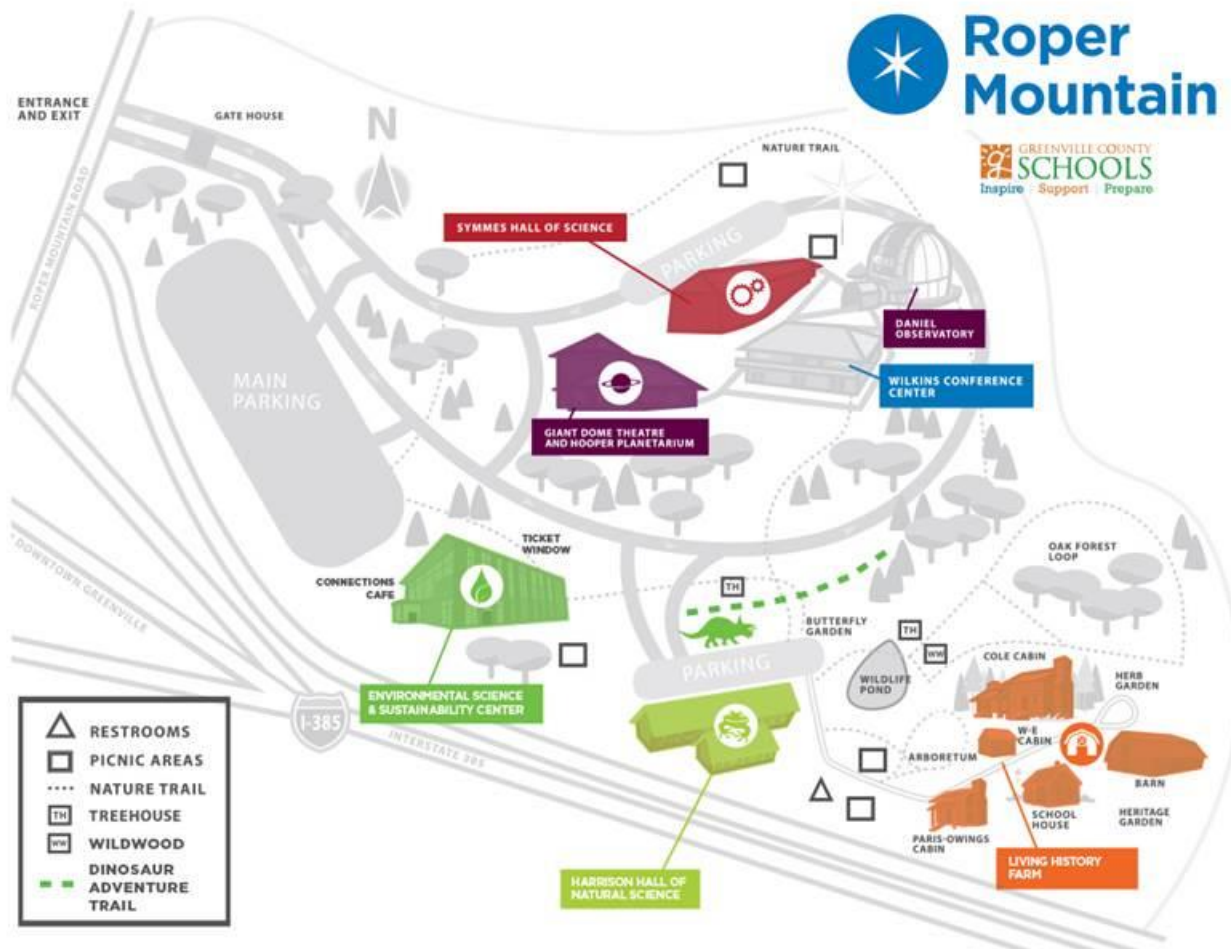 Roper
Mountain
GREENVILLE COUNTY
SCHOOLS
Inspire | Support | Prepare
ENTRANCE
AND EXIT
GATE HOUSE
N
NATURE TRAIL
ROPER MOUNTAIN ROAD
SYMMES HALL OF SCIENCE
PARKING
DANIEL
OBSERVATORY
MAIN
PARKING
WILKINS CONFERENCE
CENTER
GIANT DOME THEATRE
AND HOOPER PLANETARIUM
TICKET
WINDOW
CONNECTIONS
CAFE
DOWNTOWN GREENVILLE
OAK FOREST
LOOP
TH
BUTTERFLY
GARDEN
TH
WW
PARKING
WILDLIFE
POND
COLE CABIN
HERB
GARDEN
ENVIRONMENTAL SCIENCE
& SUSTAINABILITY CENTER
I-385
INTERSTATE 385
W-E
CABIN
ARBORETUM
BARN
SCHOOL
HOUSE
HERITAGE
GARDEN
PARIS-OWINGS
CABIN
LIVING HISTORY
FARM
HARRISON HALL OF
NATURAL SCIENCE
RESTROOMS
PICNIC AREAS
NATURE TRAIL
TH TREEHOUSE
WW WILDWOOD
DINOSAUR
ADVENTURE
TRAIL